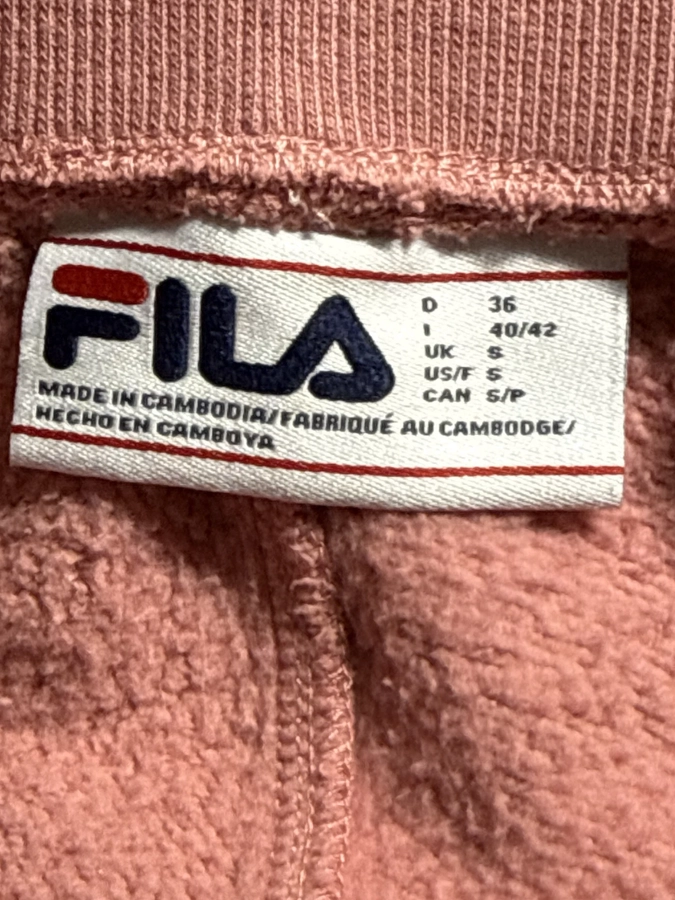 FILA
D 36
I 40/42
UK S
US/F S
CAN S/P
MADE IN CAMBODIA/FABRIQUÉ AU CAMBODGE/
HECHO EN CAMBOYA